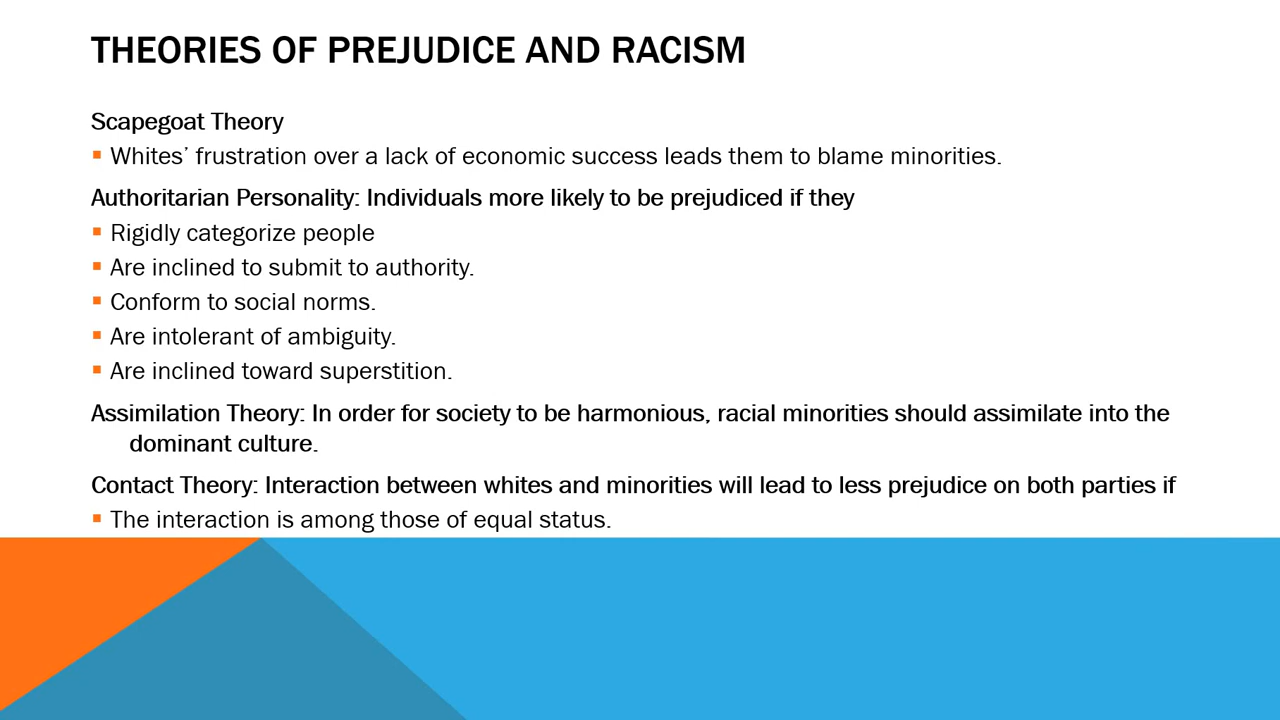 THEORIES OF PREJUDICE AND RACISM
Scapegoat Theory
▪ Whites’ frustration over a lack of economic success leads them to blame minorities.
Authoritarian Personality: Individuals more likely to be prejudiced if they
▪ Rigidly categorize people
▪ Are inclined to submit to authority.
▪ Conform to social norms.
▪ Are intolerant of ambiguity.
▪ Are inclined toward superstition.
Assimilation Theory: In order for society to be harmonious, racial minorities should assimilate into the
dominant culture.
Contact Theory: Interaction between whites and minorities will lead to less prejudice on both parties if
▪ The interaction is among those of equal status.